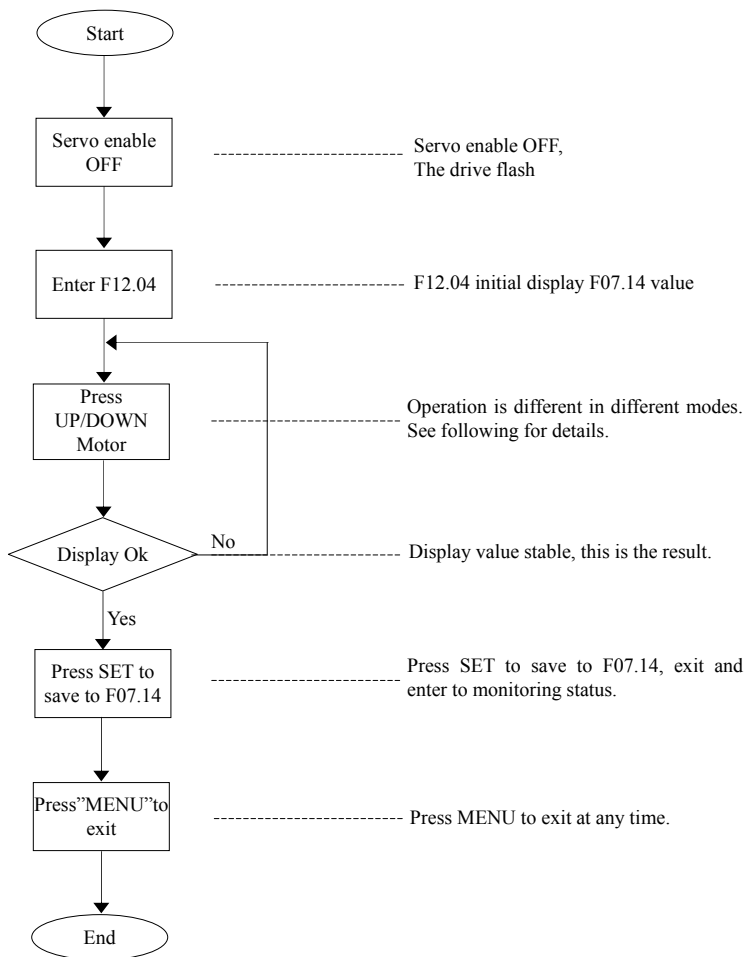 Start
Servo enable
OFF
Servo enable OFF,
The drive flash
Enter F12.04
F12.04 initial display F07.14 value
Press
UP/DOWN
Motor
Operation is different in different modes.
See following for details.
Display Ok
No
Display value stable, this is the result.
Yes
Press SET to
save to F07.14
Press SET to save to F07.14, exit and
enter to monitoring status.
Press”MENU”to
exit
Press MENU to exit at any time.
End